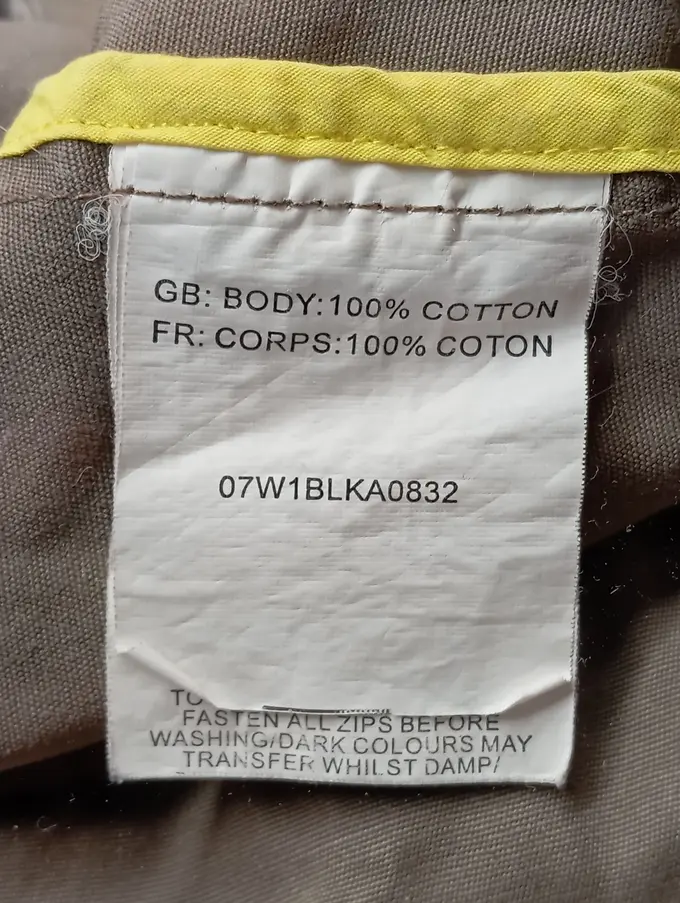 GB: BODY:100% COTTON
FR: CORPS:100% COTON
07W1BLKA0832
TO
FASTEN ALL ZIPS BEFORE
WASHING/DARK COLOURS MAY
TRANSFER WHILST DAMP/